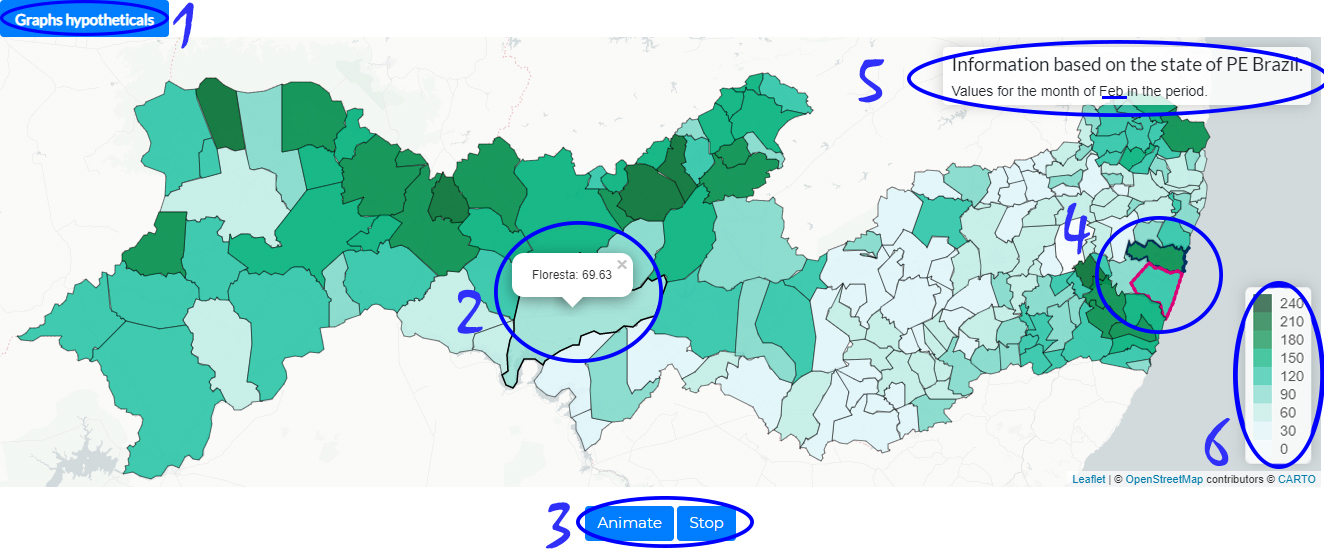 Graphs hypotheticals
1
5
Information based on the state of PE Brazil.
Values for the month of Feb in the period.
4
Floresta: 69.63
×
2
240
210
180
150
120
90
60
30
0
6
Leaflet | © OpenStreetMap contributors © CARTO
3
Animate
Stop